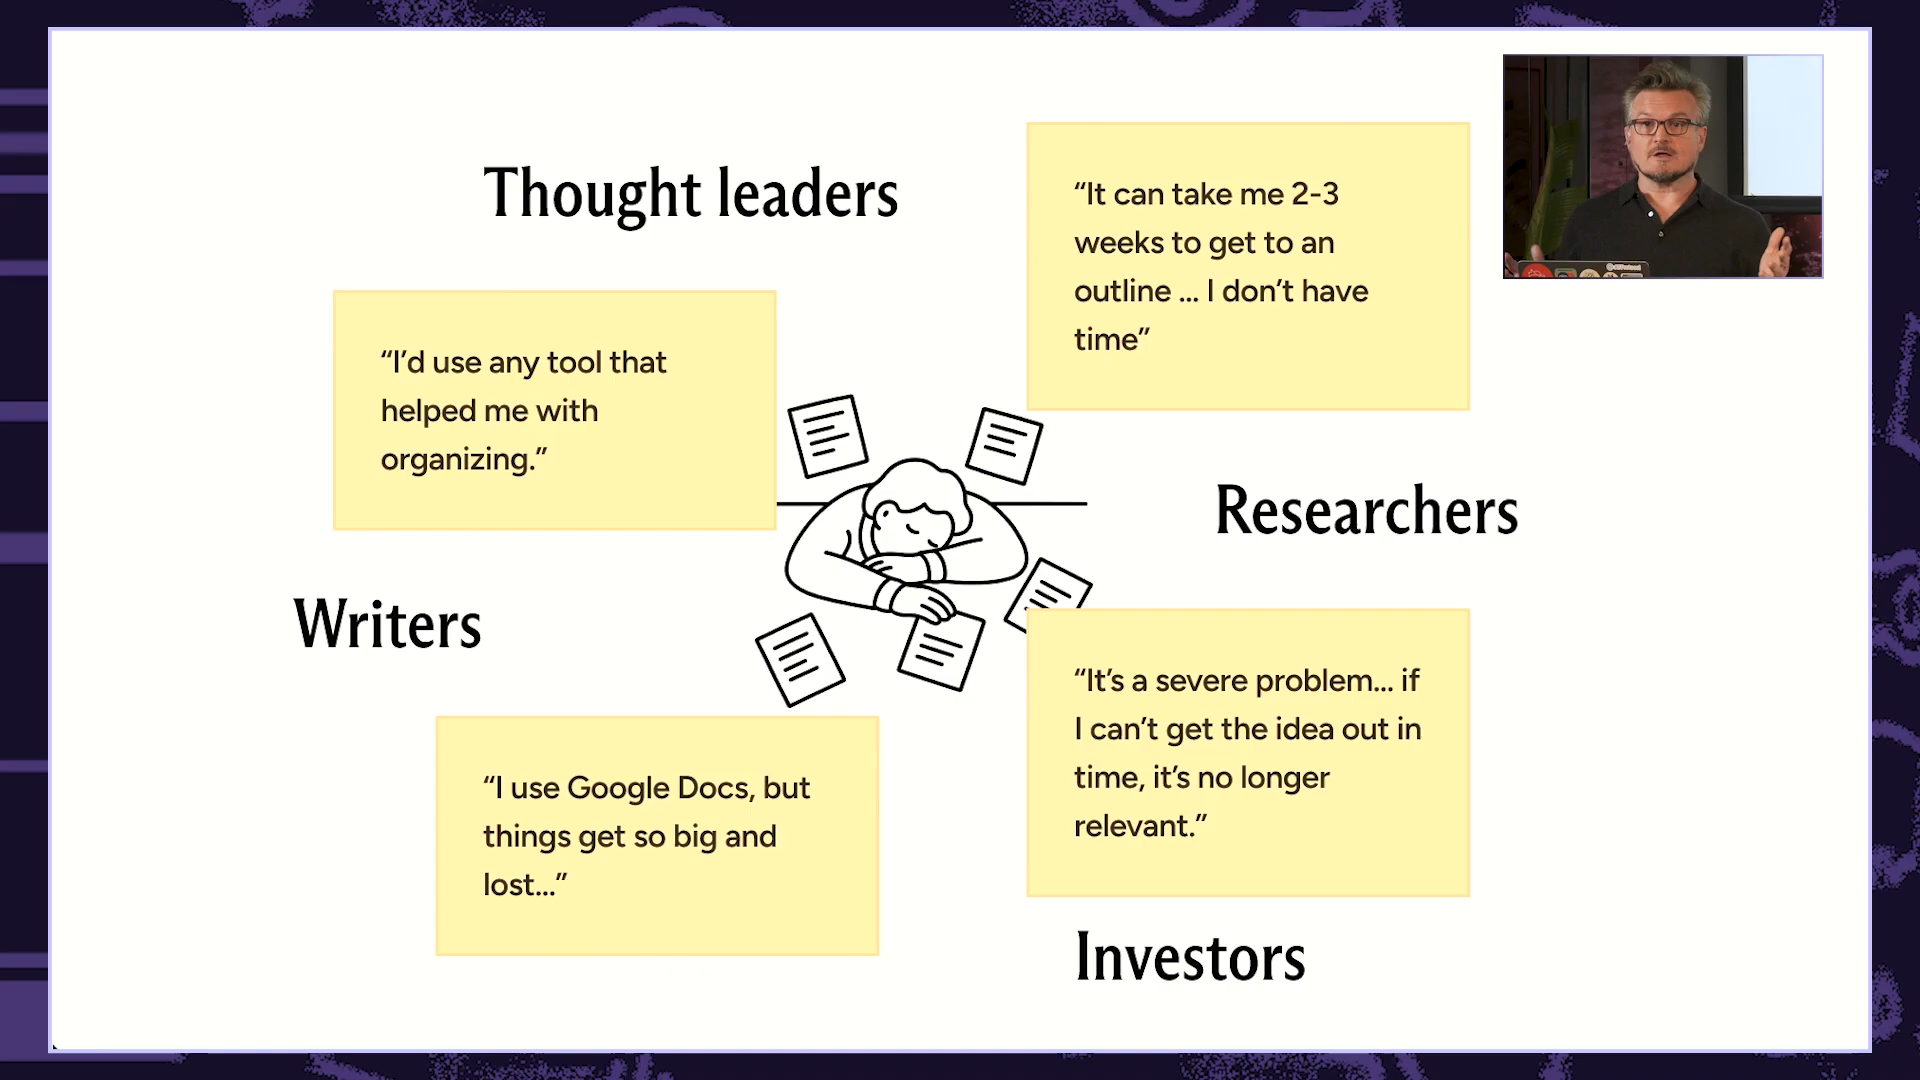 Thought leaders
“It can take me 2-3
weeks to get to an
outline ... I don’t have
time”
“I’d use any tool that
helped me with
organizing.”
Researchers
Writers
“It’s a severe problem... if
I can’t get the idea out in
time, it’s no longer
relevant.”
“I use Google Docs, but
things get so big and
lost...”
Investors